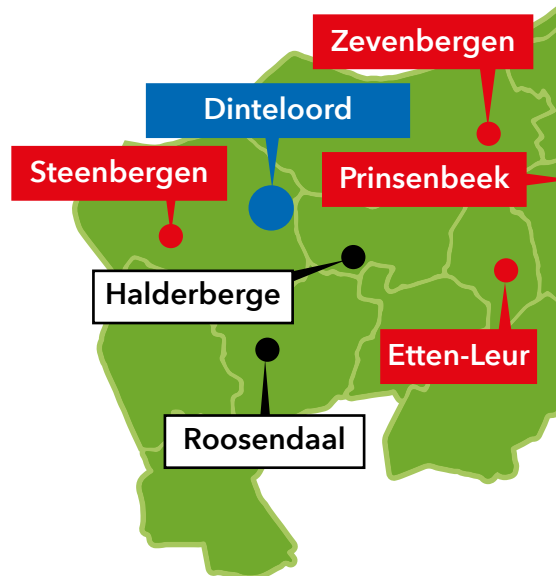 Zevenbergen
Dinteloord
Steenbergen
Prinsenbeek
Halderberge
Etten-Leur
Roosendaal